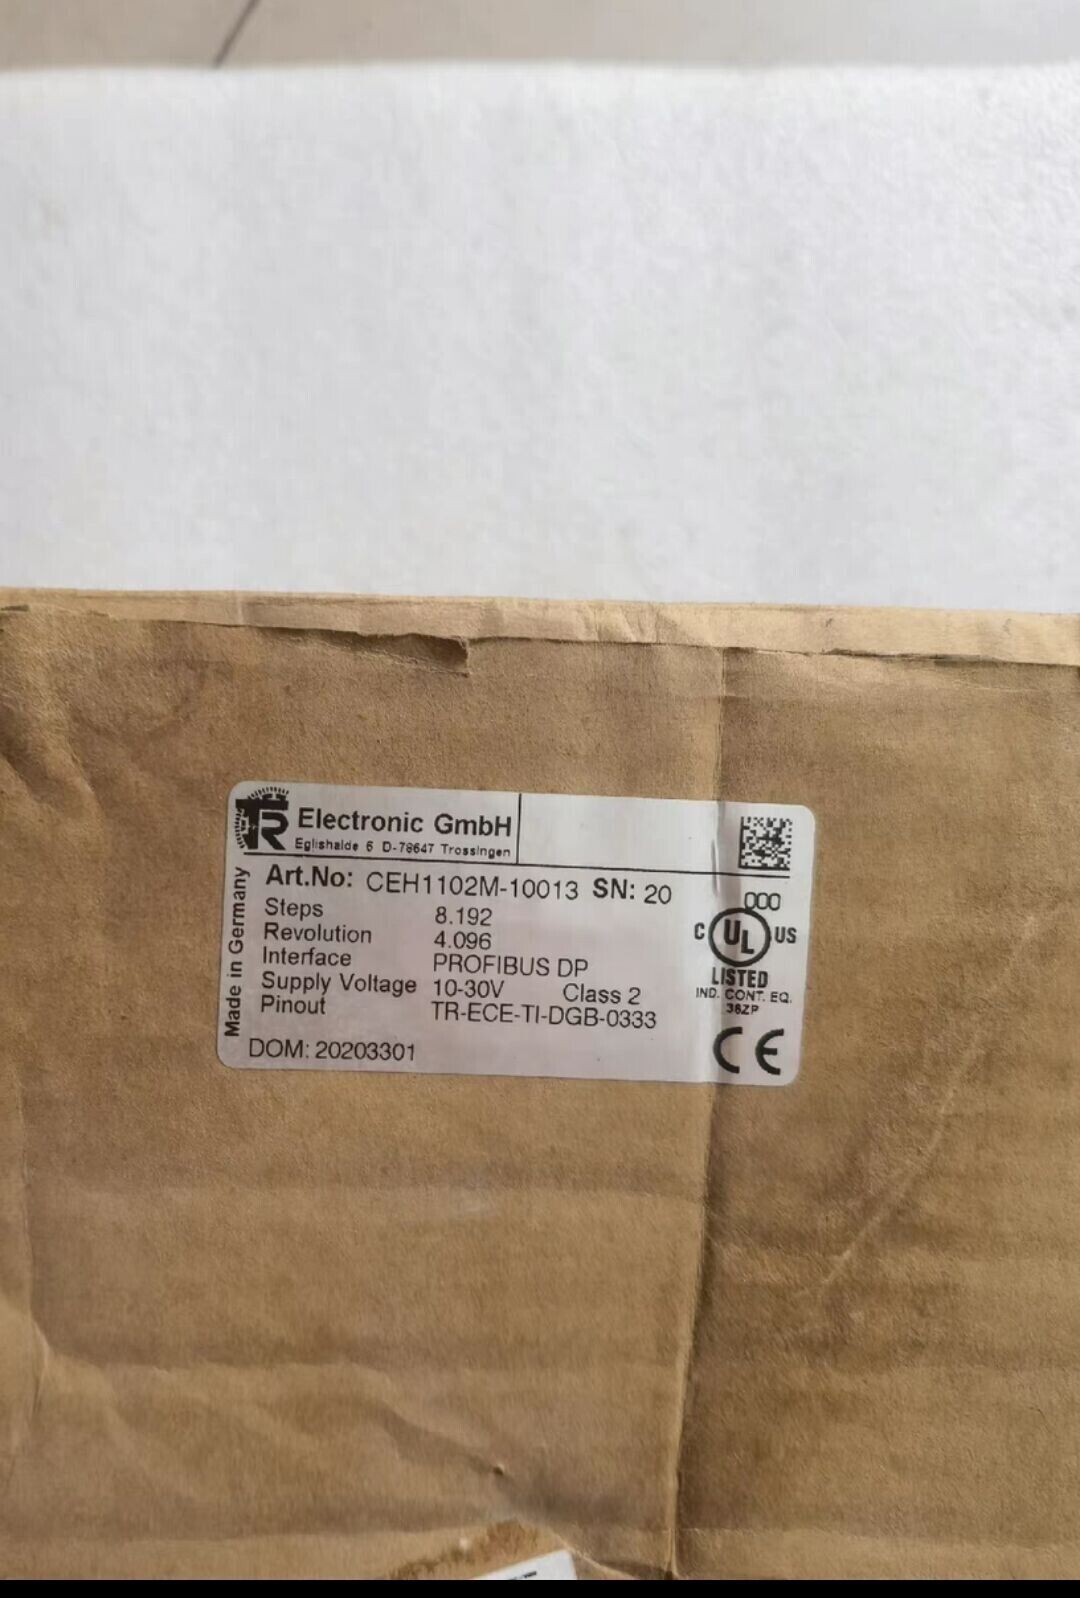 TR Electronic GmbH
Eglishalde 6 D-78647 Trossingen
Art.No: CEH1102M-10013 SN: 20 000
Steps 8.192
Revolution 4.096
Interface PROFIBUS DP
Supply Voltage 10-30V Class 2
Pinout TR-ECE-TI-DGB-0333
DOM: 20203301
Made in Germany
C UL US
LISTED
IND. CONT. EQ.
36ZP
CE